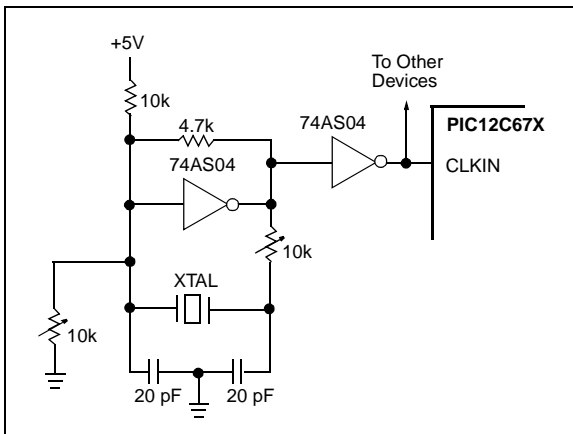 +5V
To Other
Devices
10k
4.7k
74AS04
PIC12C67X
74AS04
CLKIN
10k
XTAL
10k
20 pF
20 pF